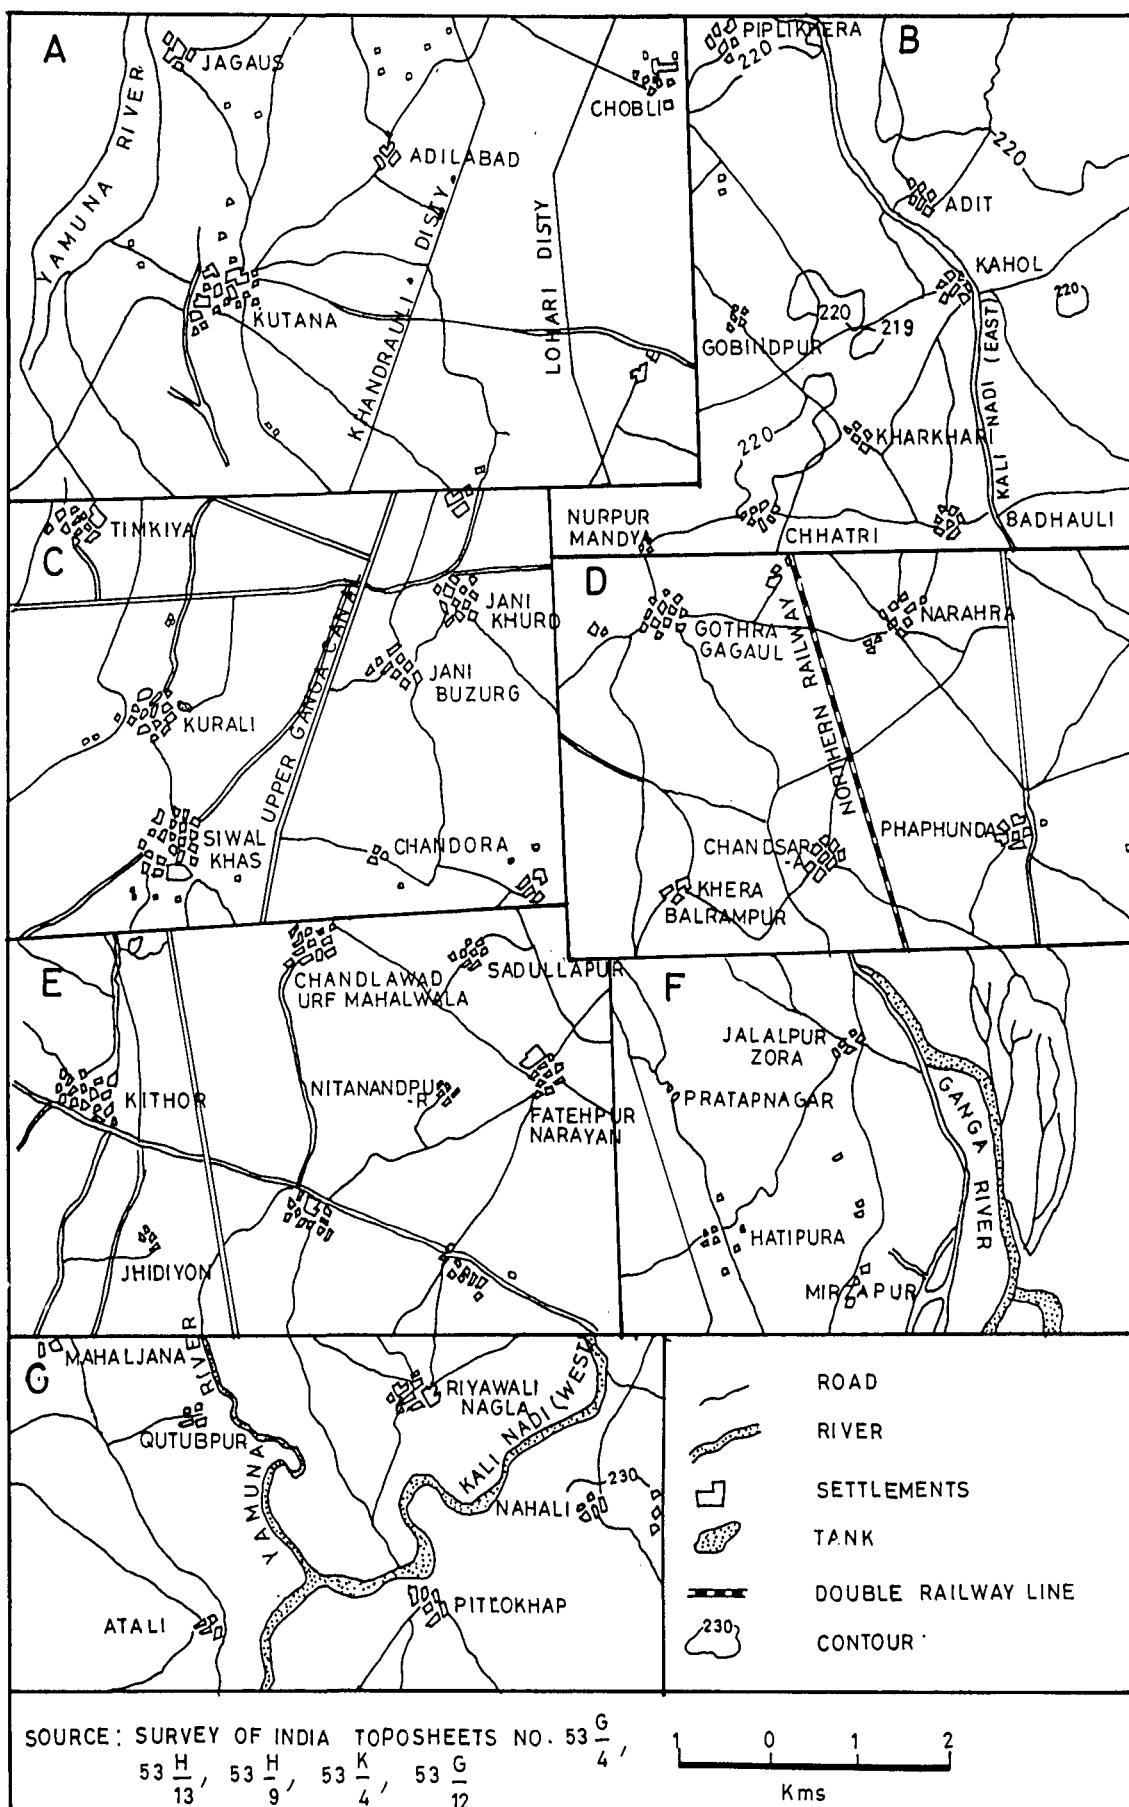 A
JAGAUS
YAMUNA RIVER
ADILABAD
CHOBLI
KUTANA
KHANDRAULI DISTY.
LOHARI DISTY
B
PIPLIKHERA
220
220
ADIT
KAHOL
220
220
219
GOBINDPUR
KALI NADI (EAST)
220
KHARKHARI
NURPUR
MANDYA
CHHATRI
BADHAULI
C
TIMKIYA
JANI
KHURD
JANI
BUZURG
KURALI
UPPER GANGA CANAL
SIWAL
KHAS
CHANDORA
D
GOTHRA
GAGAUL
NARAHRA
NORTHERN RAILWAY
CHANDSARA
PHAPHUNDA
KHERA
BALRAMPUR
E
CHANDLAWAD
URF MAHALWALA
SADULLAPUR
KITHOR
NITANANDPU
R
FATEHPUR
NARAYAN
JHIDIYON
F
JALALPUR
ZORA
PRATAPNAGAR
GANGA RIVER
HATIPURA
MIRZAPUR
G
MAHALJANA
QUTUBPUR
YAMUNA RIVER
RIYAWALI
NAGLA
KALI NADI (WEST
230
NAHALI
ATALI
PITLOKHAP
ROAD
RIVER
SETTLEMENTS
TANK
DOUBLE RAILWAY LINE
230
CONTOUR
SOURCE: SURVEY OF INDIA TOPOSHEETS NO. 53 G/4,
53 H/13, 53 H/9, 53 K/4, 53 G/12
1 0 1 2
Kms